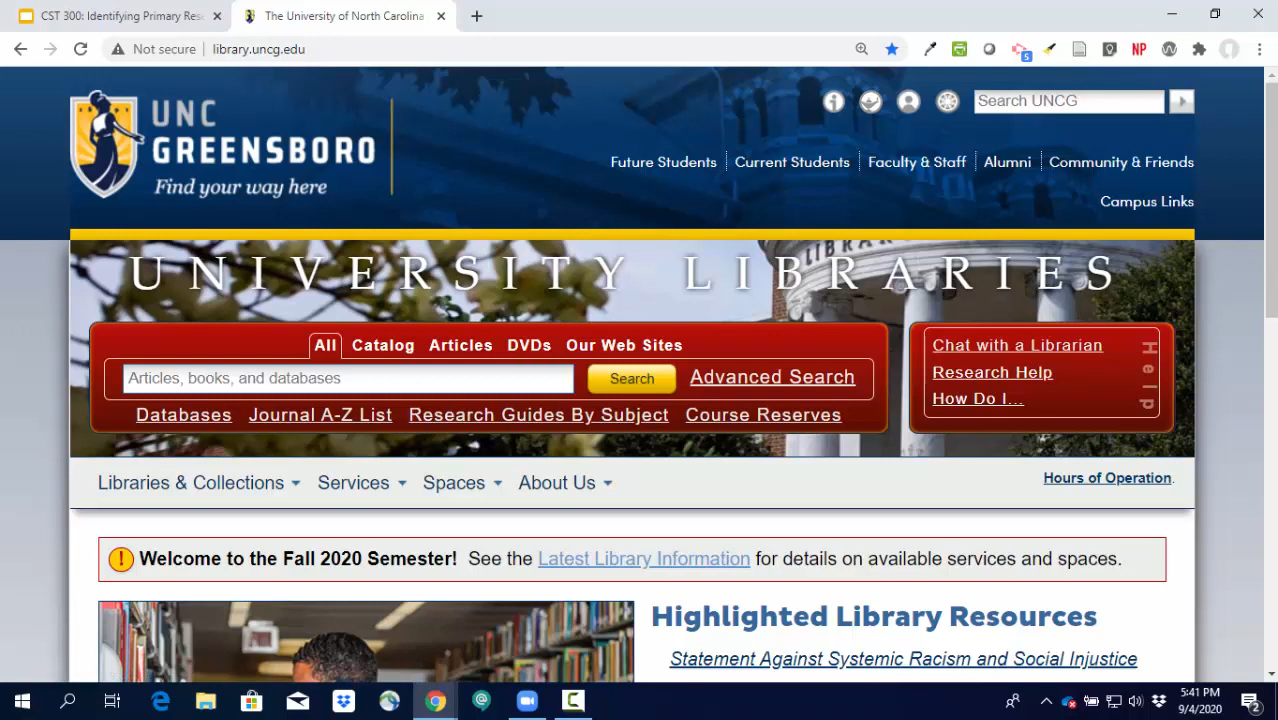 CST 300: Identifying Primary Res
The University of North Carolina
Not secure
library.uncg.edu
5
NP
UNC
GREENSBORO
Find your way here
Search UNCG
Future Students
Current Students
Faculty & Staff
Alumni
Community & Friends
Campus Links
LIBRARY
UNIVERSITY LIBRARIES
All
Catalog
Articles
DVDs
Our Web Sites
Articles, books, and databases
Search
Advanced Search
Databases
Journal A-Z List
Research Guides By Subject
Course Reserves
Chat with a Librarian
Research Help
How Do I...
Help
Libraries & Collections
Services
Spaces
About Us
Hours of Operation.
! Welcome to the Fall 2020 Semester! See the Latest Library Information for details on available services and spaces.
Highlighted Library Resources
Statement Against Systemic Racism and Social Injustice
5:41 PM
9/4/2020
2